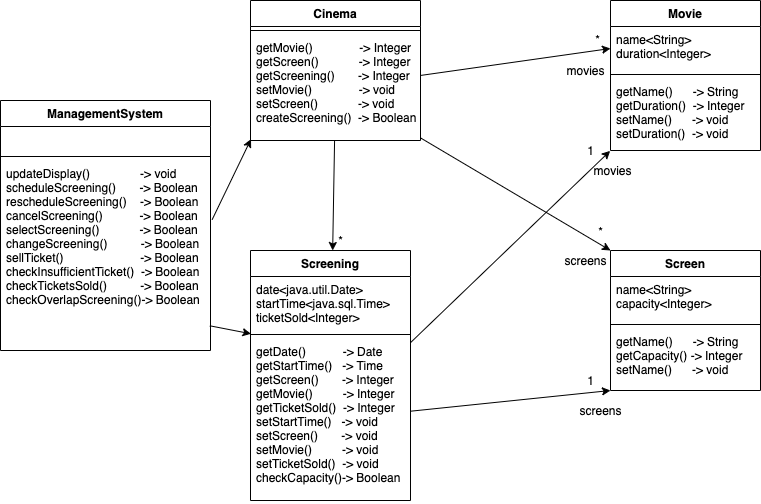 Cinema
getMovie() -> Integer
getScreen() -> Integer
getScreening() -> Integer
setMovie() -> void
setScreen() -> void
createScreening() -> Boolean
Movie
name<String>
duration<Integer>
getName() -> String
getDuration() -> Integer
setName() -> void
setDuration() -> void
*
movies
ManagementSystem
updateDisplay() -> void
scheduleScreening() -> Boolean
rescheduleScreening() -> Boolean
cancelScreening() -> Boolean
selectScreening() -> Boolean
changeScreening() -> Boolean
sellTicket() -> Boolean
checkInsufficientTicket() -> Boolean
checkTicketsSold() -> Boolean
checkOverlapScreening()-> Boolean
1
movies
*
*
screens
Screening
date<java.util.Date>
startTime<java.sql.Time>
ticketSold<Integer>
getDate() -> Date
getStartTime() -> Time
getScreen() -> Integer
getMovie() -> Integer
getTicketSold() -> Integer
setStartTime() -> void
setScreen() -> void
setMovie() -> void
setTicketSold() -> void
checkCapacity()-> Boolean
Screen
name<String>
capacity<Integer>
getName() -> String
getCapacity() -> Integer
setName() -> void
1
screens